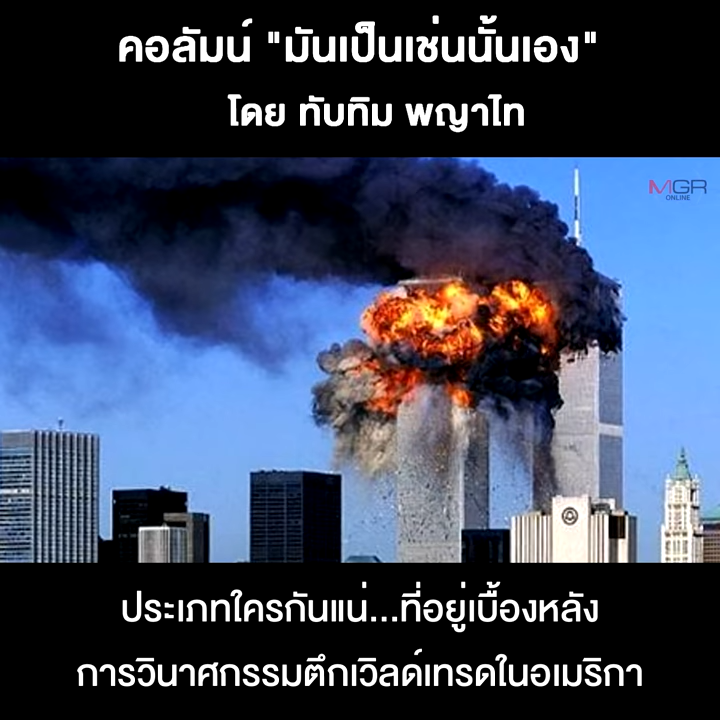 คอลัมน์ "มันเป็นเช่นนั้นเอง"
โดย ทับทิม พญาไท
MGR
ONLINE
ประเภทใครกันแน่...ที่อยู่เบื้องหลัง
การวินาศกรรมตึกเวิลด์เทรดในอเมริกา